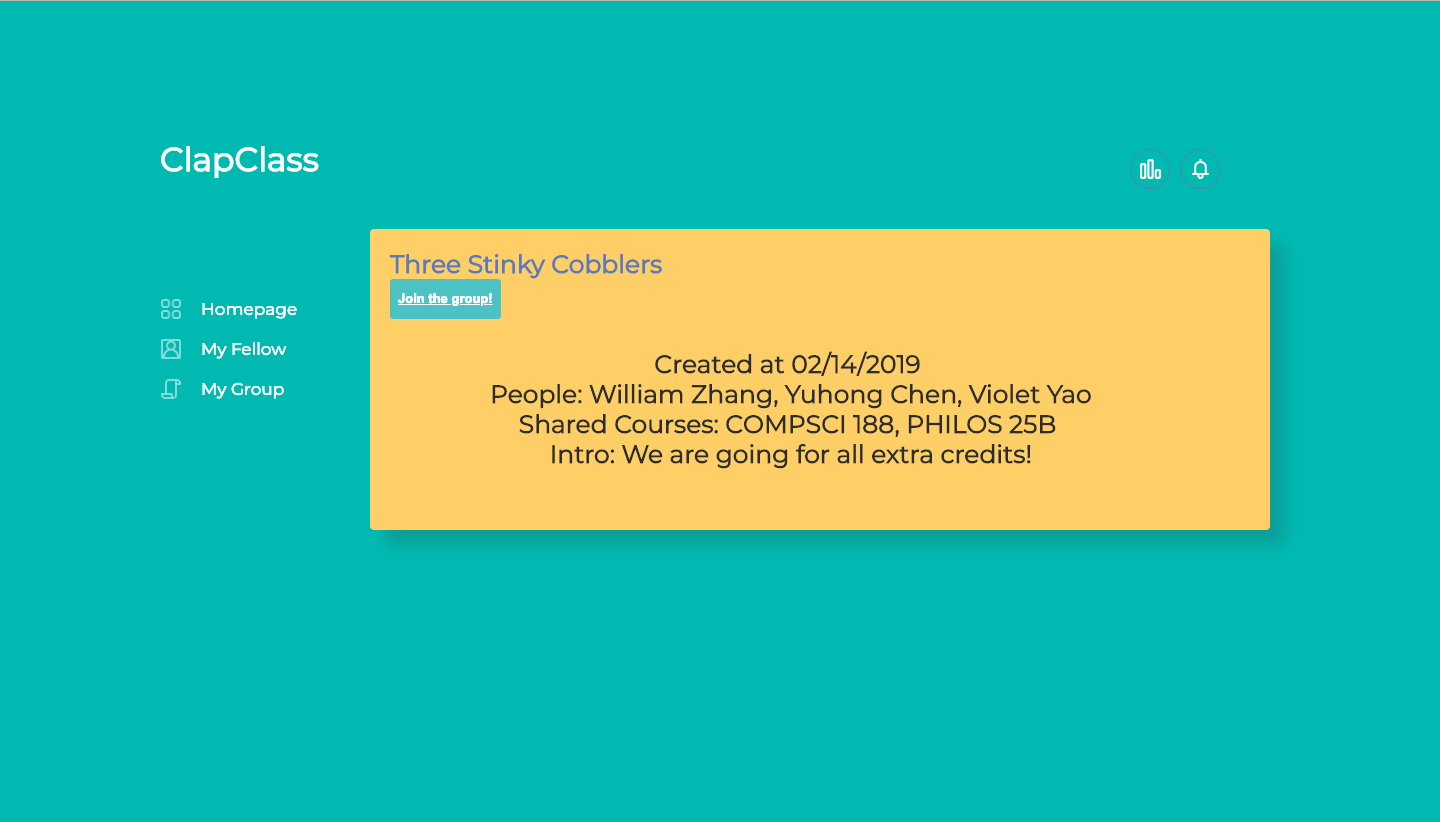 ClapClass
Homepage
My Fellow
My Group
Three Stinky Cobblers
Join the group!
Created at 02/14/2019
People: William Zhang, Yuhong Chen, Violet Yao
Shared Courses: COMPSCI 188, PHILOS 25B
Intro: We are going for all extra credits!